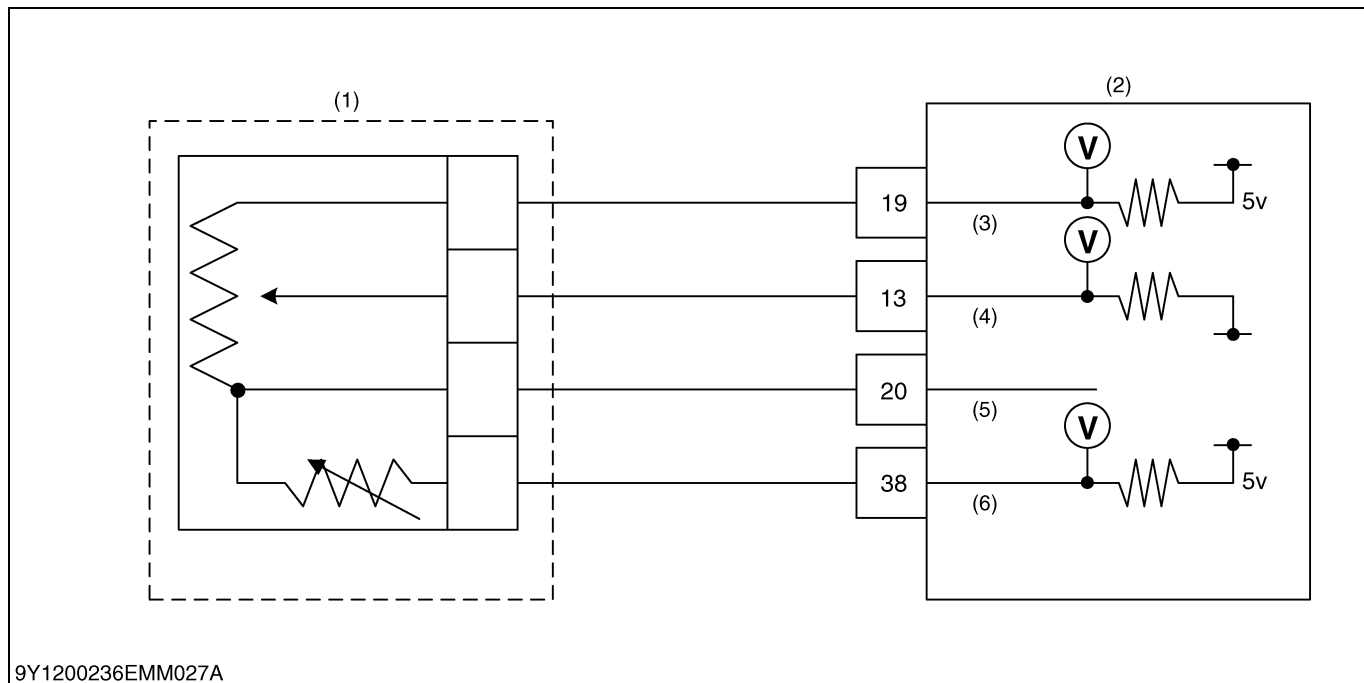 (1)
(2)
V
19
(3)
5v
V
13
(4)
20
(5)
V
38
(6)
5v
9Y1200236EMM027A